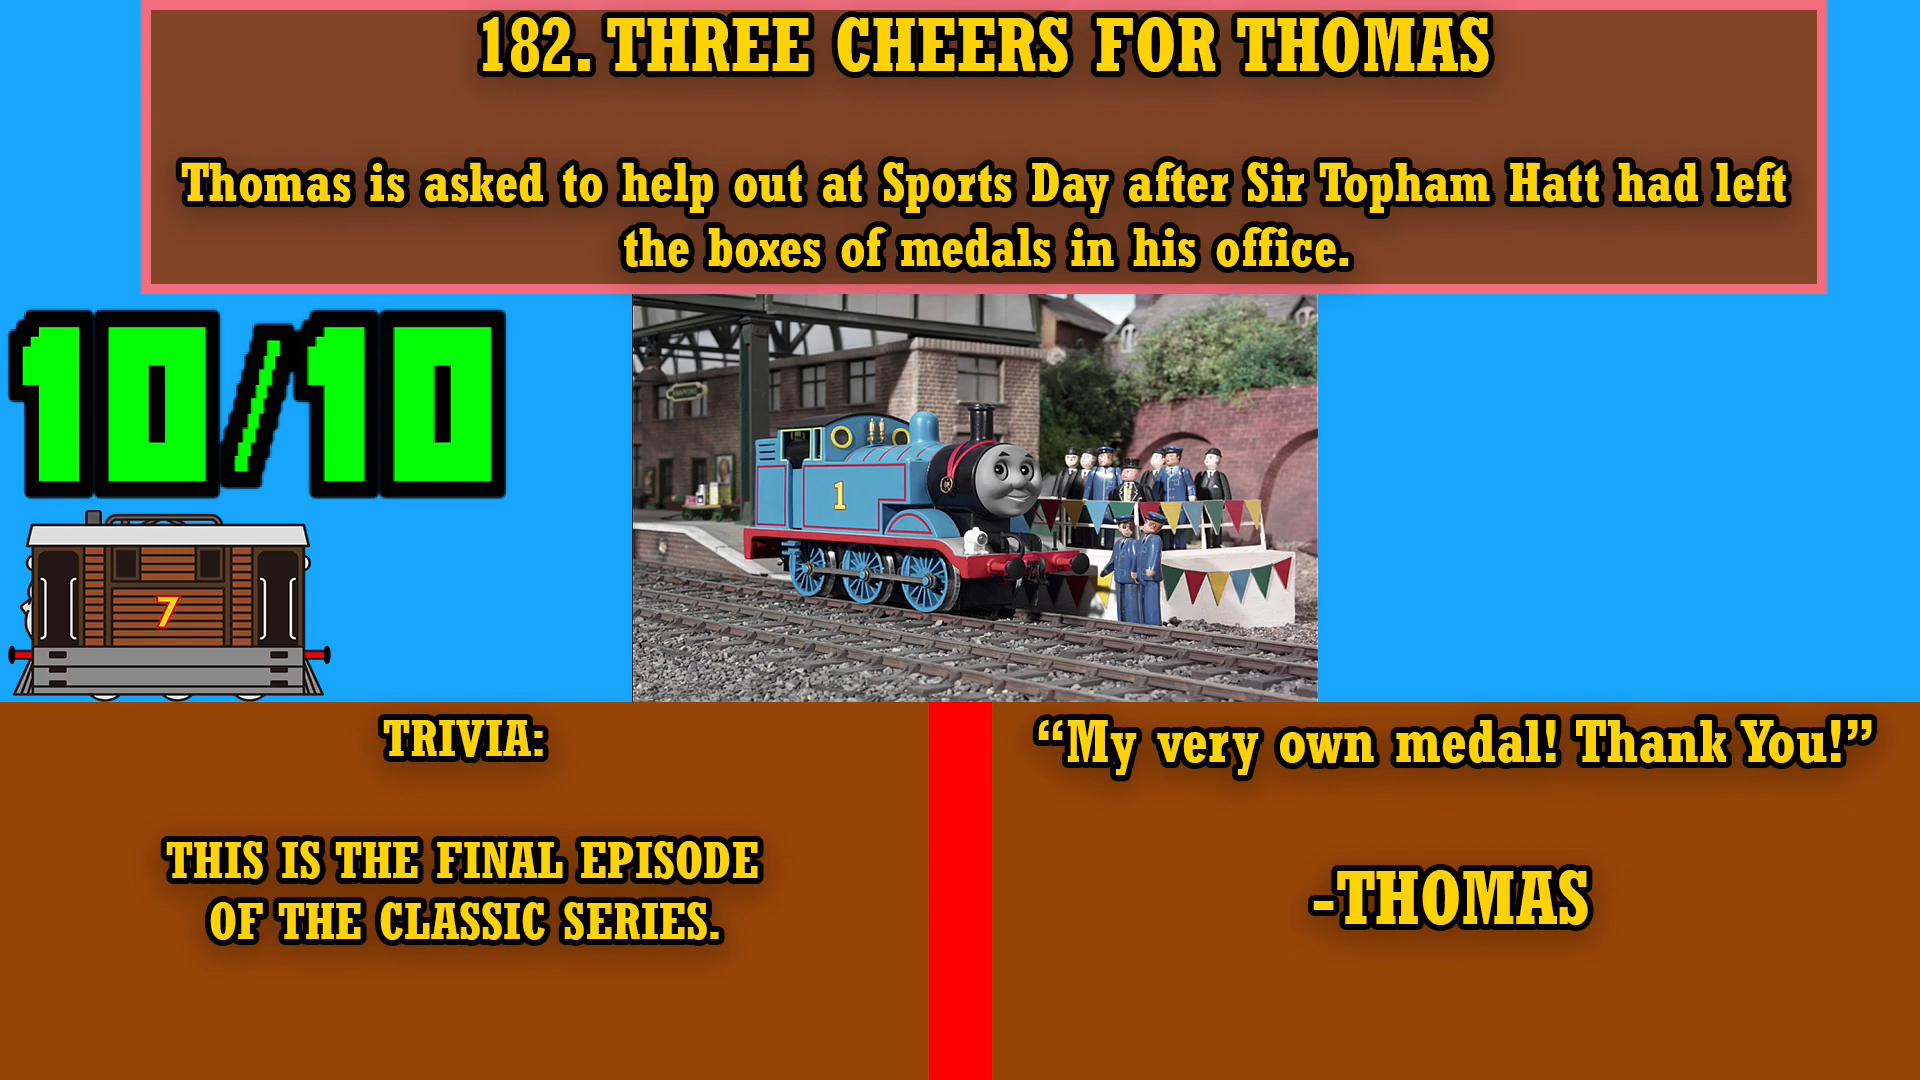 182. THREE CHEERS FOR THOMAS
Thomas is asked to help out at Sports Day after Sir Topham Hatt had left
the boxes of medals in his office.
10/10
1
7
TRIVIA:
THIS IS THE FINAL EPISODE
OF THE CLASSIC SERIES.
“My very own medal! Thank You!”
-THOMAS